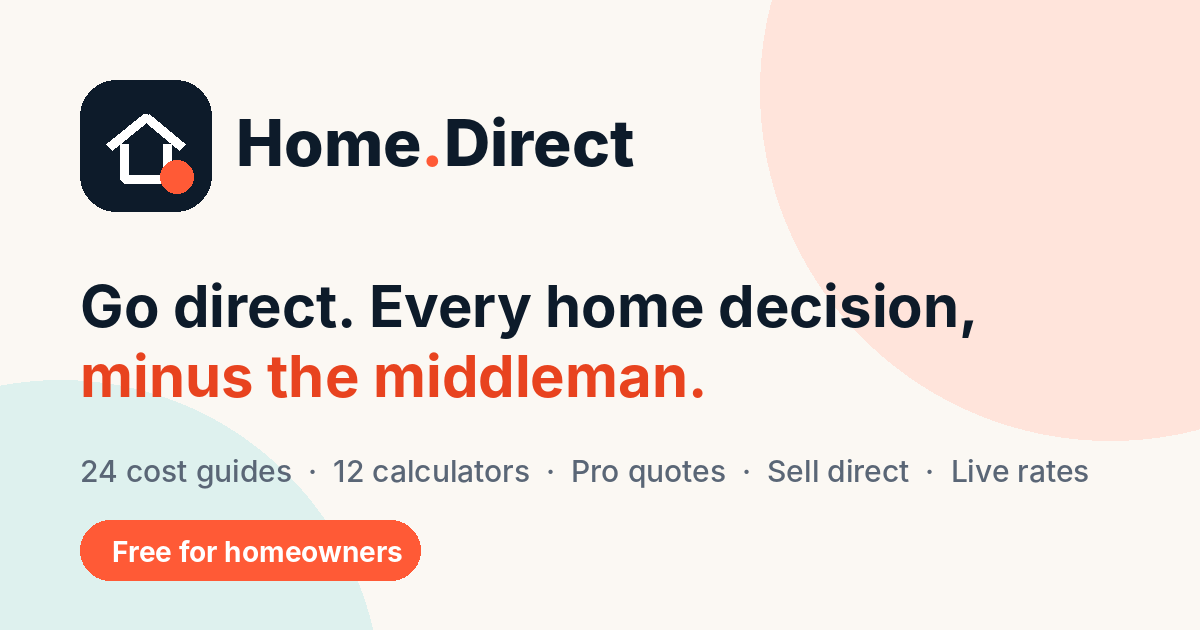 Home.Direct
Go direct. Every home decision,
minus the middleman.
24 cost guides · 12 calculators · Pro quotes · Sell direct · Live rates
Free for homeowners